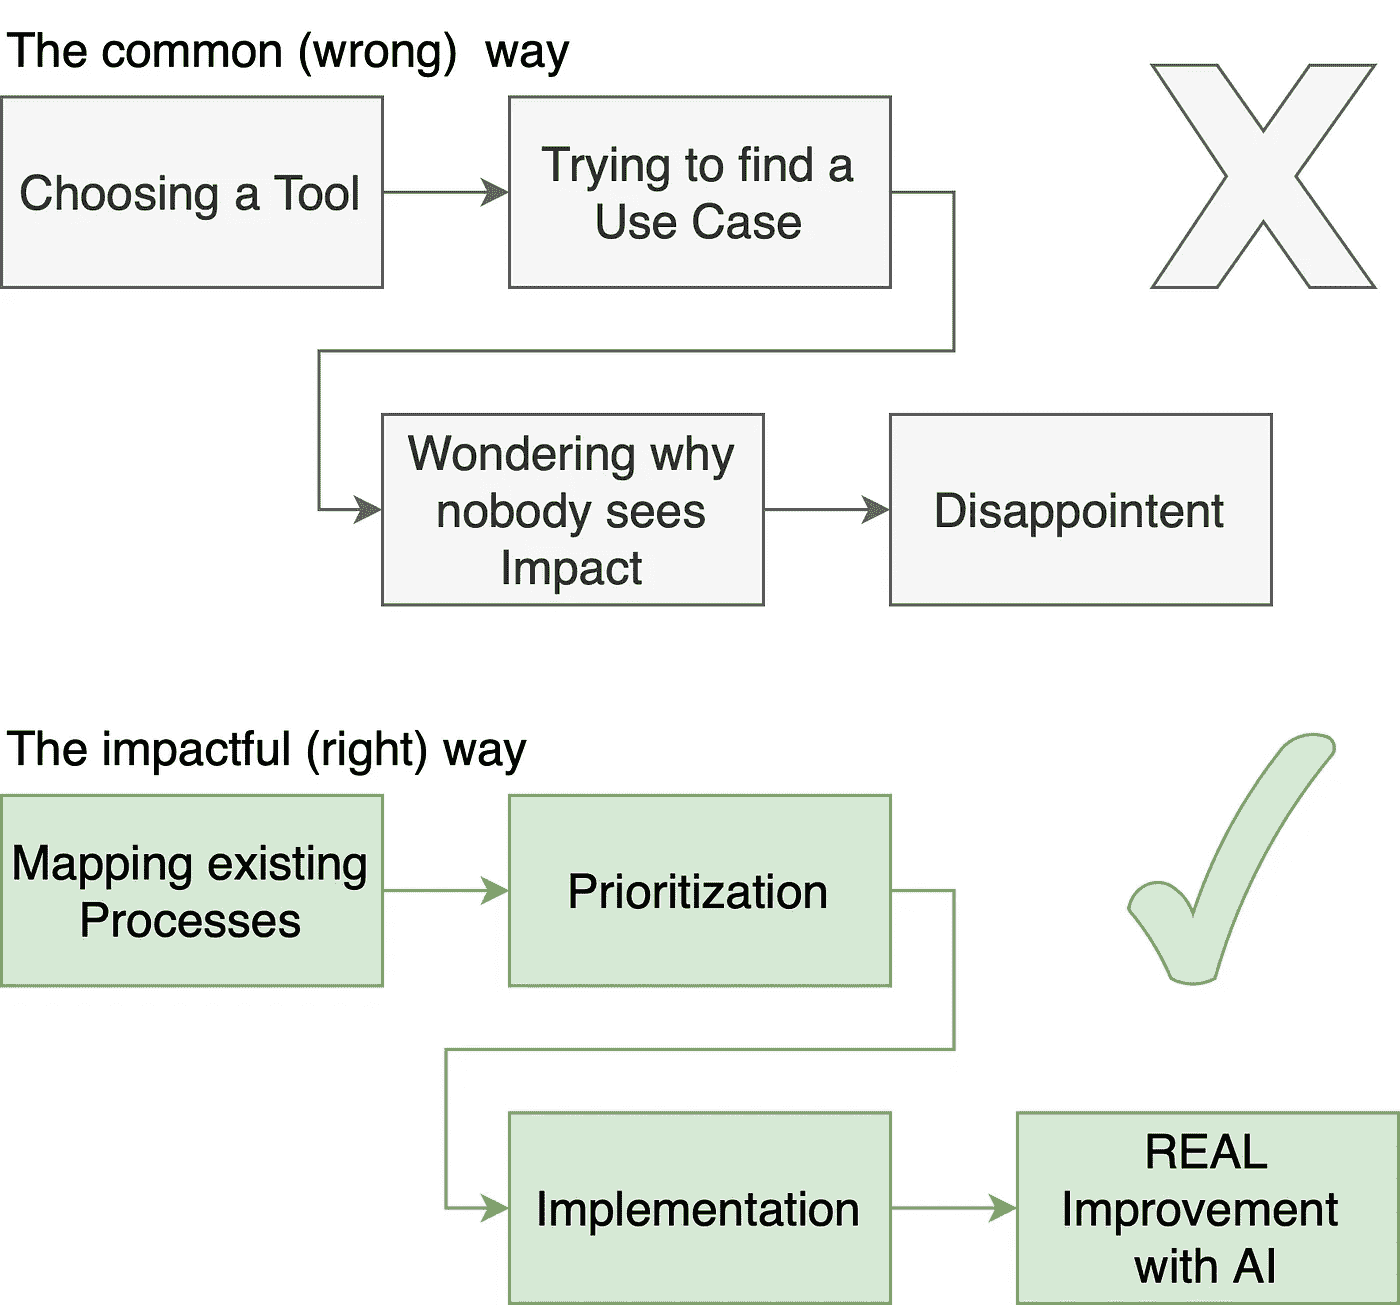 The common (wrong)  way
Choosing a Tool
Trying to find a
Use Case
Wondering why
nobody sees
Impact
Disappointent
The impactful (right) way
Mapping existing
Processes
Prioritization
Implementation
REAL
Improvement
with AI